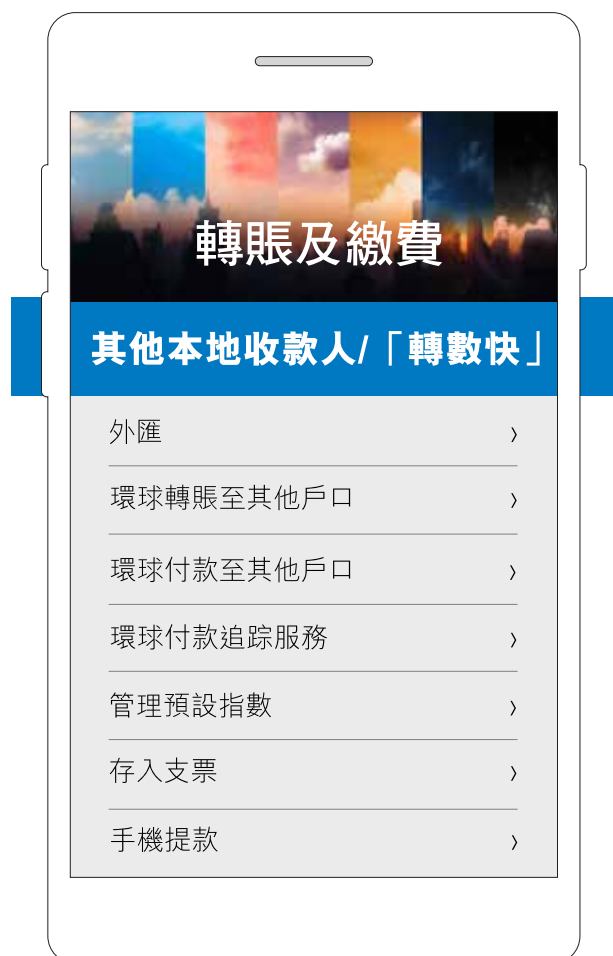 轉賬及繳費
其他本地收款人/「轉數快」
外匯
環球轉賬至其他戶口
環球付款至其他戶口
環球付款追踪服務
管理預設指數
存入支票
手機提款